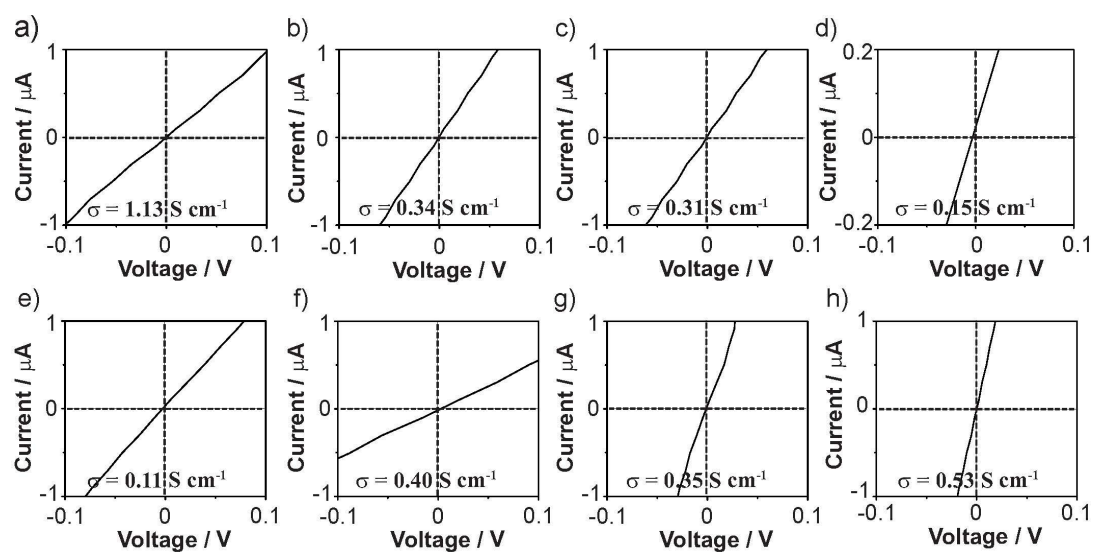 a)
Current / μA
1
0
-1
σ = 1.13 S cm⁻¹
-0.1
0
0.1
Voltage / V
b)
Current / μA
1
0
-1
σ = 0.34 S cm⁻¹
-0.1
0
0.1
Voltage / V
c)
Current / μA
1
0
-1
σ = 0.31 S cm⁻¹
-0.1
0
0.1
Voltage / V
d)
Current / μA
0.2
0
-0.2
σ = 0.15 S cm⁻¹
-0.1
0
0.1
Voltage / V
e)
Current / μA
1
0
-1
σ = 0.11 S cm⁻¹
-0.1
0
0.1
Voltage / V
f)
Current / μA
1
0
-1
σ = 0.40 S cm⁻¹
-0.1
0
0.1
Voltage / V
g)
Current / μA
1
0
-1
σ = 0.35 S cm⁻¹
-0.1
0
0.1
Voltage / V
h)
Current / μA
1
0
-1
σ = 0.53 S cm⁻¹
-0.1
0
0.1
Voltage / V